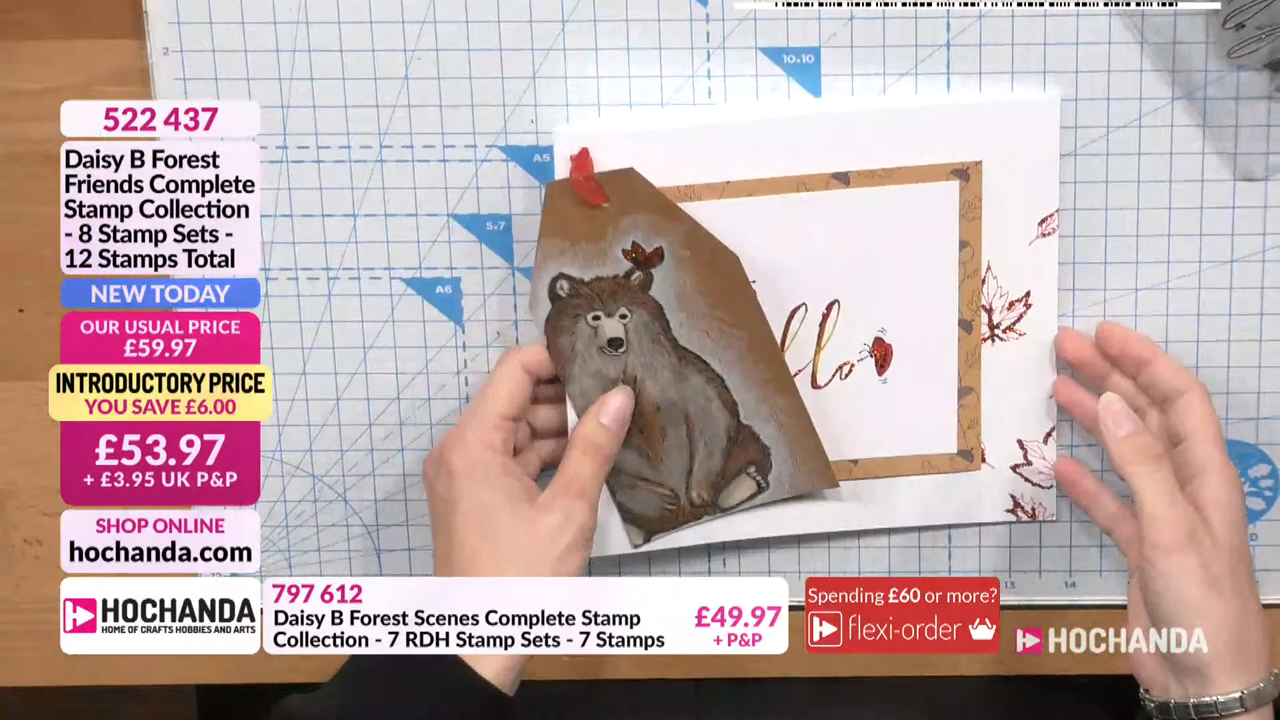 2
10x10
A5
5x7
A6
522 437
Daisy B Forest
Friends Complete
Stamp Collection
- 8 Stamp Sets -
12 Stamps Total
NEW TODAY
OUR USUAL PRICE
£59.97
INTRODUCTORY PRICE
YOU SAVE £6.00
£53.97
+ £3.95 UK P&P
SHOP ONLINE
hochanda.com
HOCHANDA
HOME OF CRAFTS HOBBIES AND ARTS
797 612
Daisy B Forest Scenes Complete Stamp
Collection - 7 RDH Stamp Sets - 7 Stamps
£49.97
+ P&P
Spending £60 or more?
flexi-order
HOCHANDA
llo
13
14